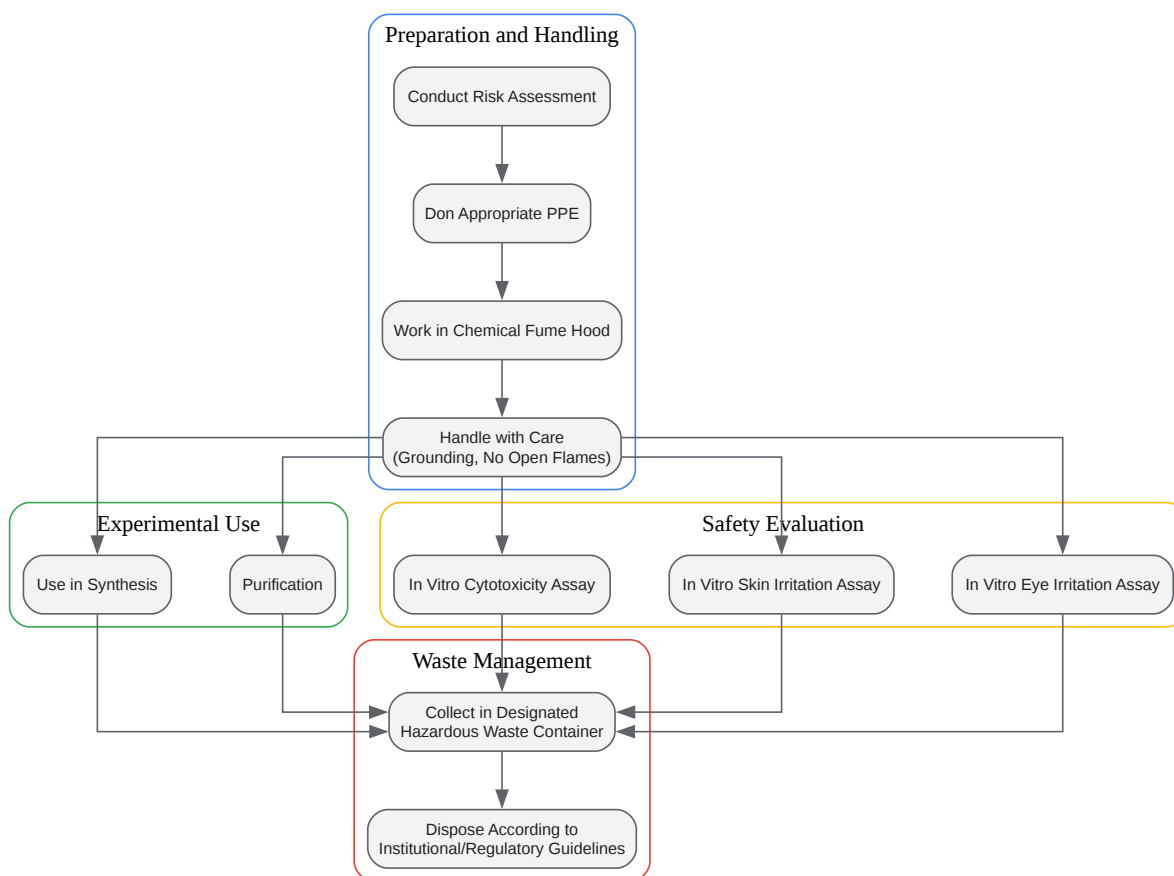 Preparation and Handling
Conduct Risk Assessment
Don Appropriate PPE
Work in Chemical Fume Hood
Handle with Care
(Grounding, No Open Flames)
Experimental Use
Safety Evaluation
Use in Synthesis
Purification
In Vitro Cytotoxicity Assay
In Vitro Skin Irritation Assay
In Vitro Eye Irritation Assay
Waste Management
Collect in Designated
Hazardous Waste Container
Dispose According to
Institutional/Regulatory Guidelines